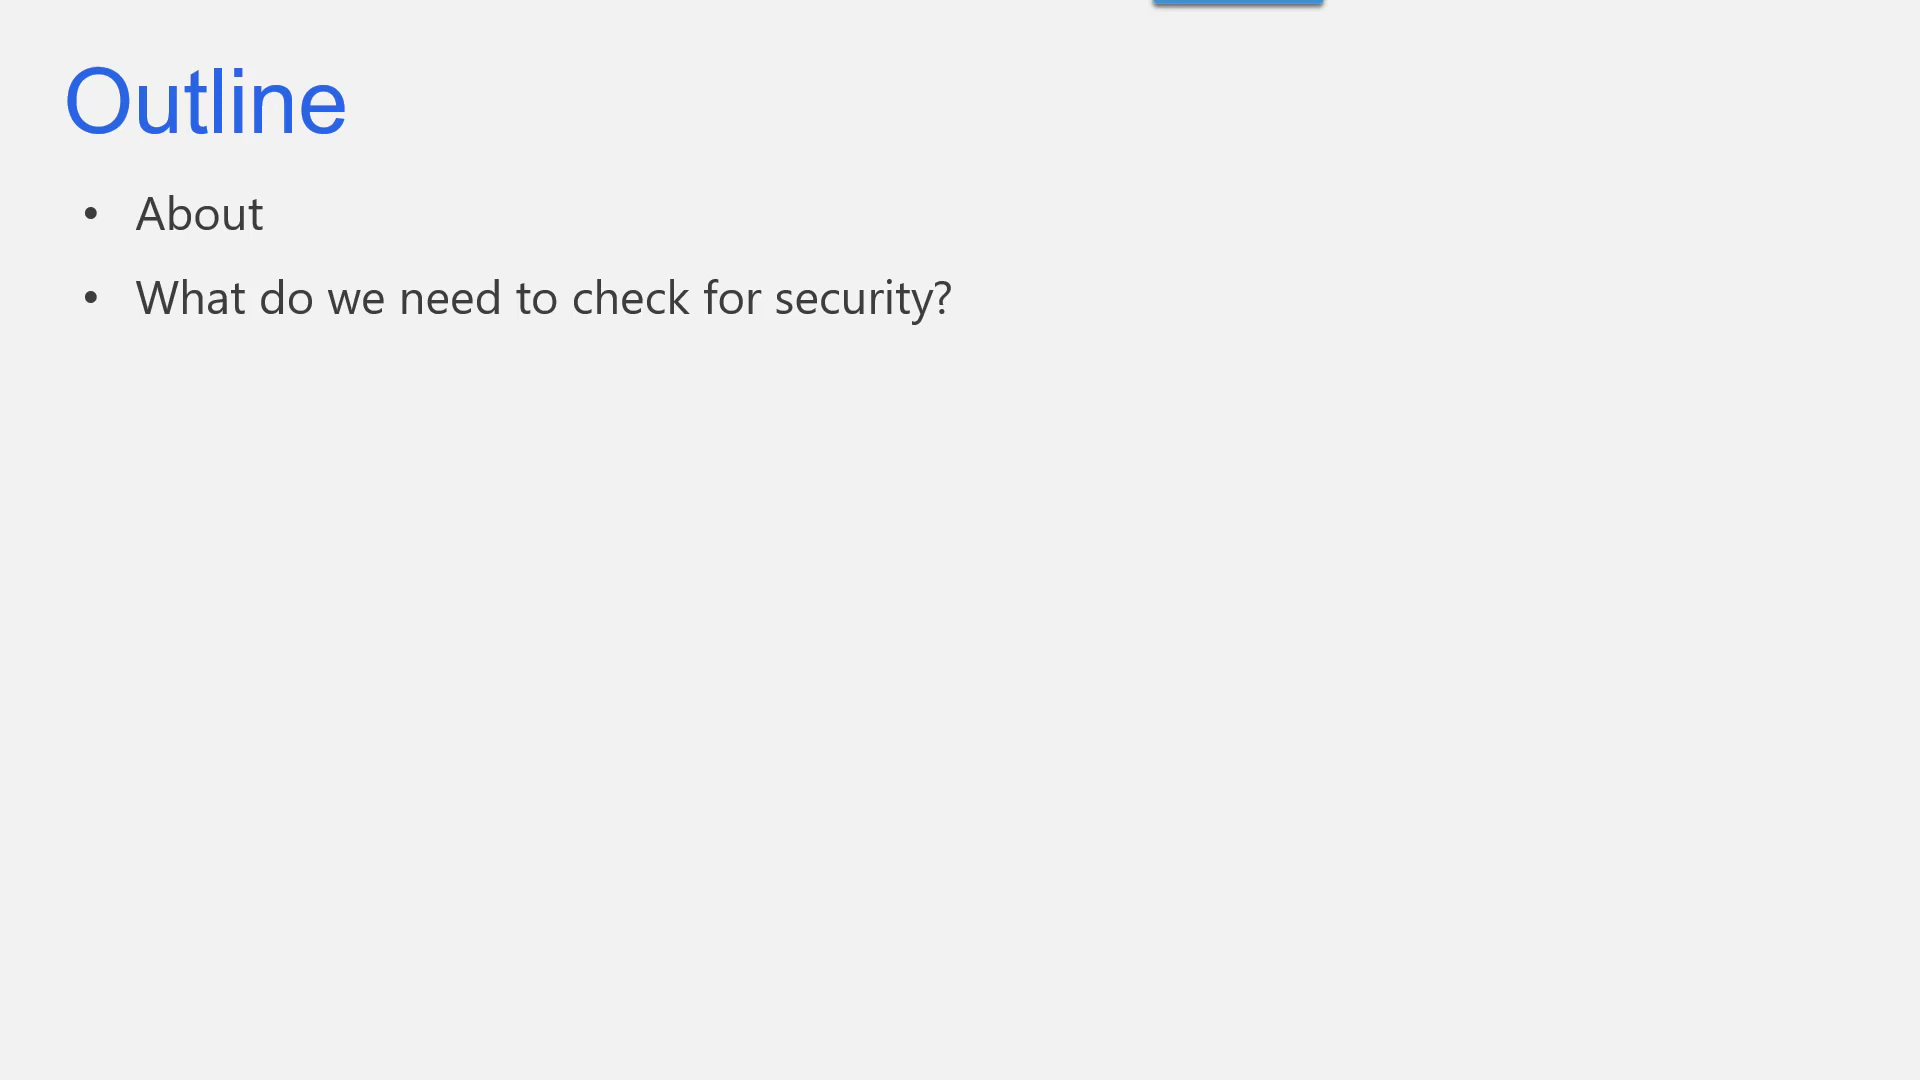 Outline
• About
• What do we need to check for security?